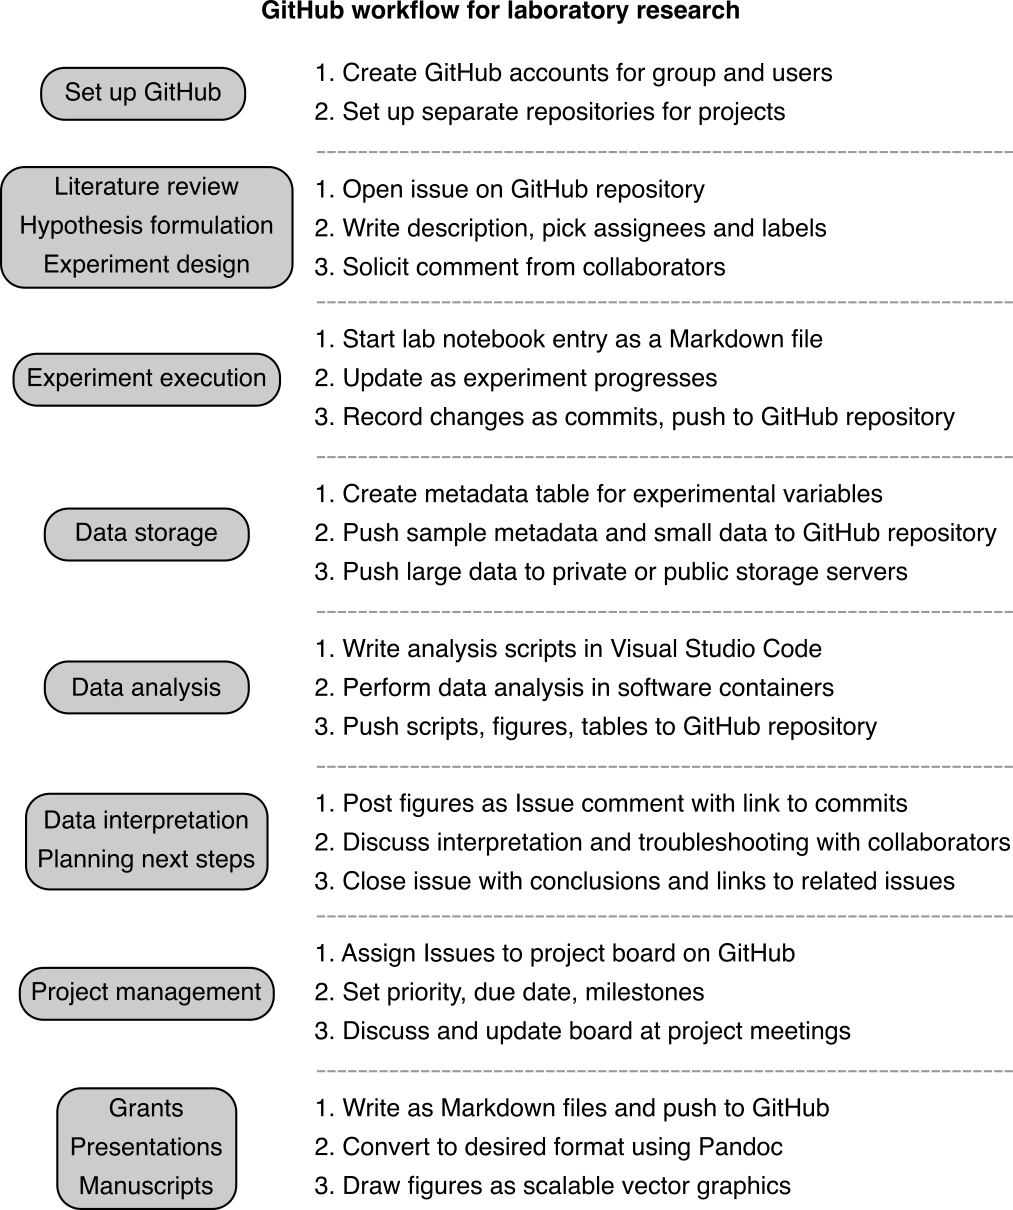 GitHub workflow for laboratory research
Set up GitHub
1. Create GitHub accounts for group and users
2. Set up separate repositories for projects
Literature review
Hypothesis formulation
Experiment design
1. Open issue on GitHub repository
2. Write description, pick assignees and labels
3. Solicit comment from collaborators
Experiment execution
1. Start lab notebook entry as a Markdown file
2. Update as experiment progresses
3. Record changes as commits, push to GitHub repository
Data storage
1. Create metadata table for experimental variables
2. Push sample metadata and small data to GitHub repository
3. Push large data to private or public storage servers
Data analysis
1. Write analysis scripts in Visual Studio Code
2. Perform data analysis in software containers
3. Push scripts, figures, tables to GitHub repository
Data interpretation
Planning next steps
1. Post figures as Issue comment with link to commits
2. Discuss interpretation and troubleshooting with collaborators
3. Close issue with conclusions and links to related issues
Project management
1. Assign Issues to project board on GitHub
2. Set priority, due date, milestones
3. Discuss and update board at project meetings
Grants
Presentations
Manuscripts
1. Write as Markdown files and push to GitHub
2. Convert to desired format using Pandoc
3. Draw figures as scalable vector graphics